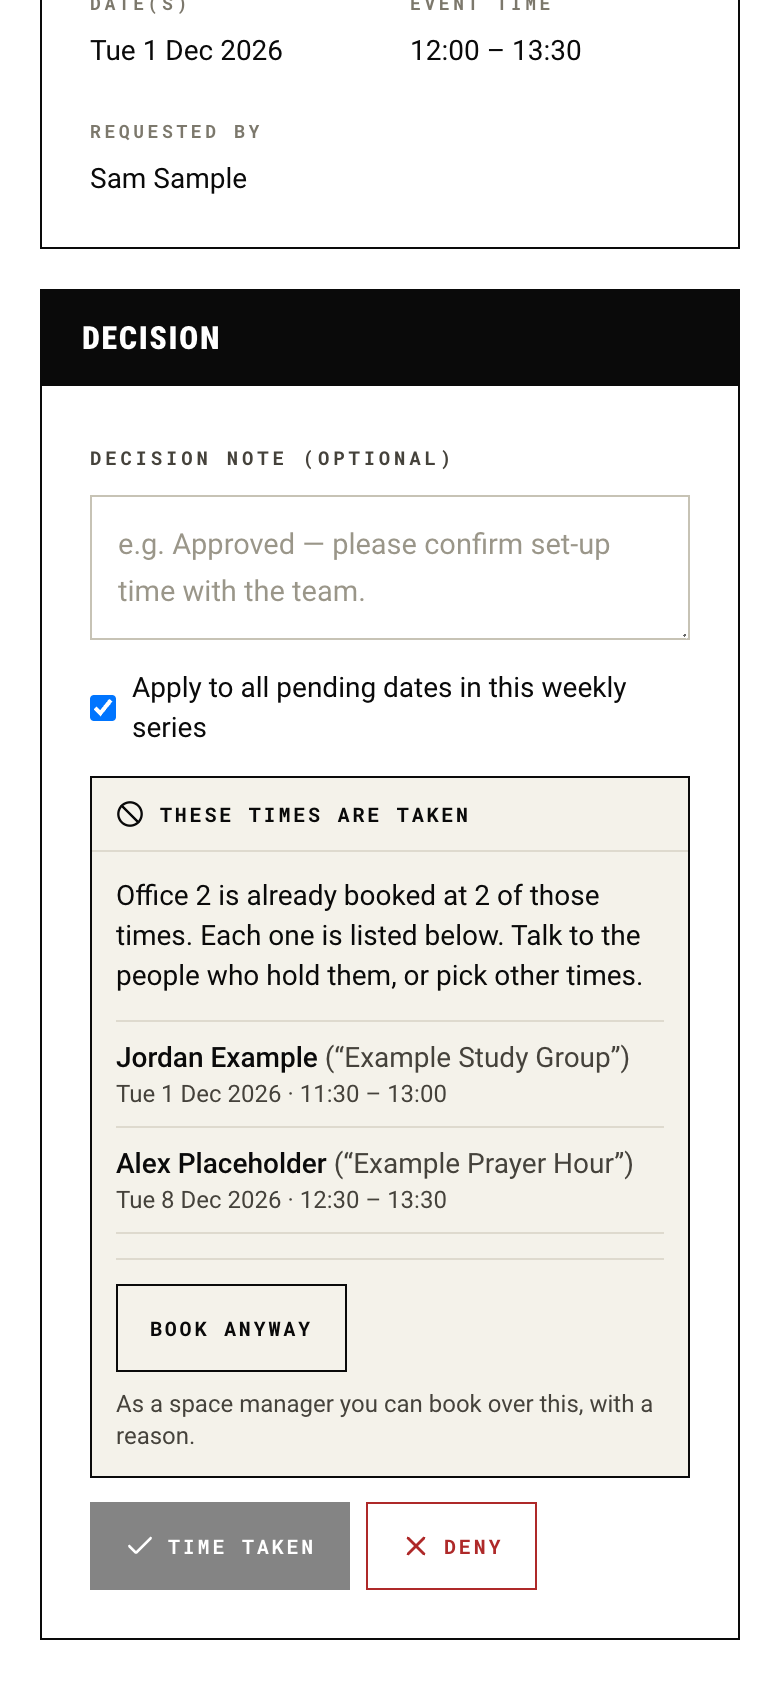 DATE(S)
EVENT TIME
Tue 1 Dec 2026
12:00 – 13:30
REQUESTED BY
Sam Sample
DECISION
DECISION NOTE (OPTIONAL)
e.g. Approved — please confirm set-up
time with the team.
Apply to all pending dates in this weekly
series
THESE TIMES ARE TAKEN
Office 2 is already booked at 2 of those
times. Each one is listed below. Talk to the
people who hold them, or pick other times.
Jordan Example (“Example Study Group”)
Tue 1 Dec 2026 · 11:30 – 13:00
Alex Placeholder (“Example Prayer Hour”)
Tue 8 Dec 2026 · 12:30 – 13:30
BOOK ANYWAY
As a space manager you can book over this, with a
reason.
TIME TAKEN
DENY